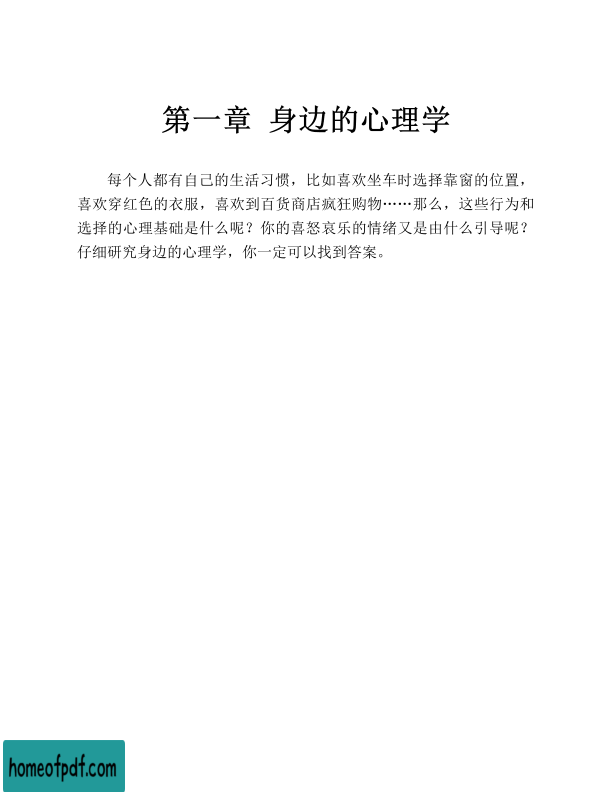 第一章 身边的心理学
每个人都有自己的生活习惯，比如喜欢坐车时选择靠窗的位置，
喜欢穿红色的衣服，喜欢到百货商店疯狂购物……那么，这些行为和
选择的心理基础是什么呢？你的喜怒哀乐的情绪又是由什么引导呢？
仔细研究身边的心理学，你一定可以找到答案。
homeofpdf.com